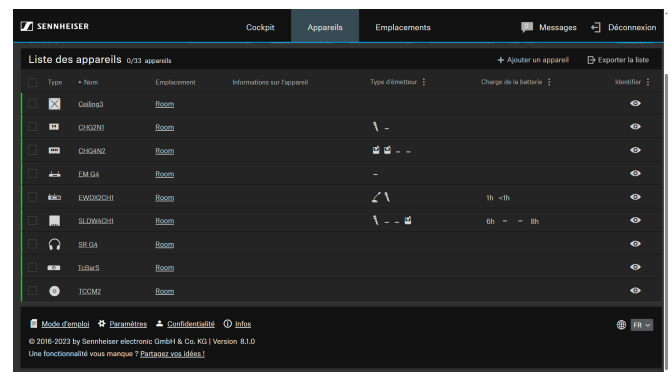 SENNHEISER Cockpit Appareils Emplacements Messages Déconnexion
Liste des appareils 0/33 appareils + Ajouter un appareil Exporter la liste
Type • Nom Emplacement Informations sur l'appareil Type d'émetteur Charge de la batterie Identifier
Ceiling3 Room
CHG2N1 Room –
CHG4N2 Room – –
EM G4 Room –
EWDX2CH1 Room 1h <1h
SLDW4CH1 Room – – 6h – – 8h
SR G4 Room
TcBarS Room
TCCM2 Room
Mode d'emploi Paramètres Confidentialité Infos FR
© 2016-2023 by Sennheiser electronic GmbH & Co. KG | Version 8.1.0
Une fonctionnalité vous manque ? Partagez vos idées !